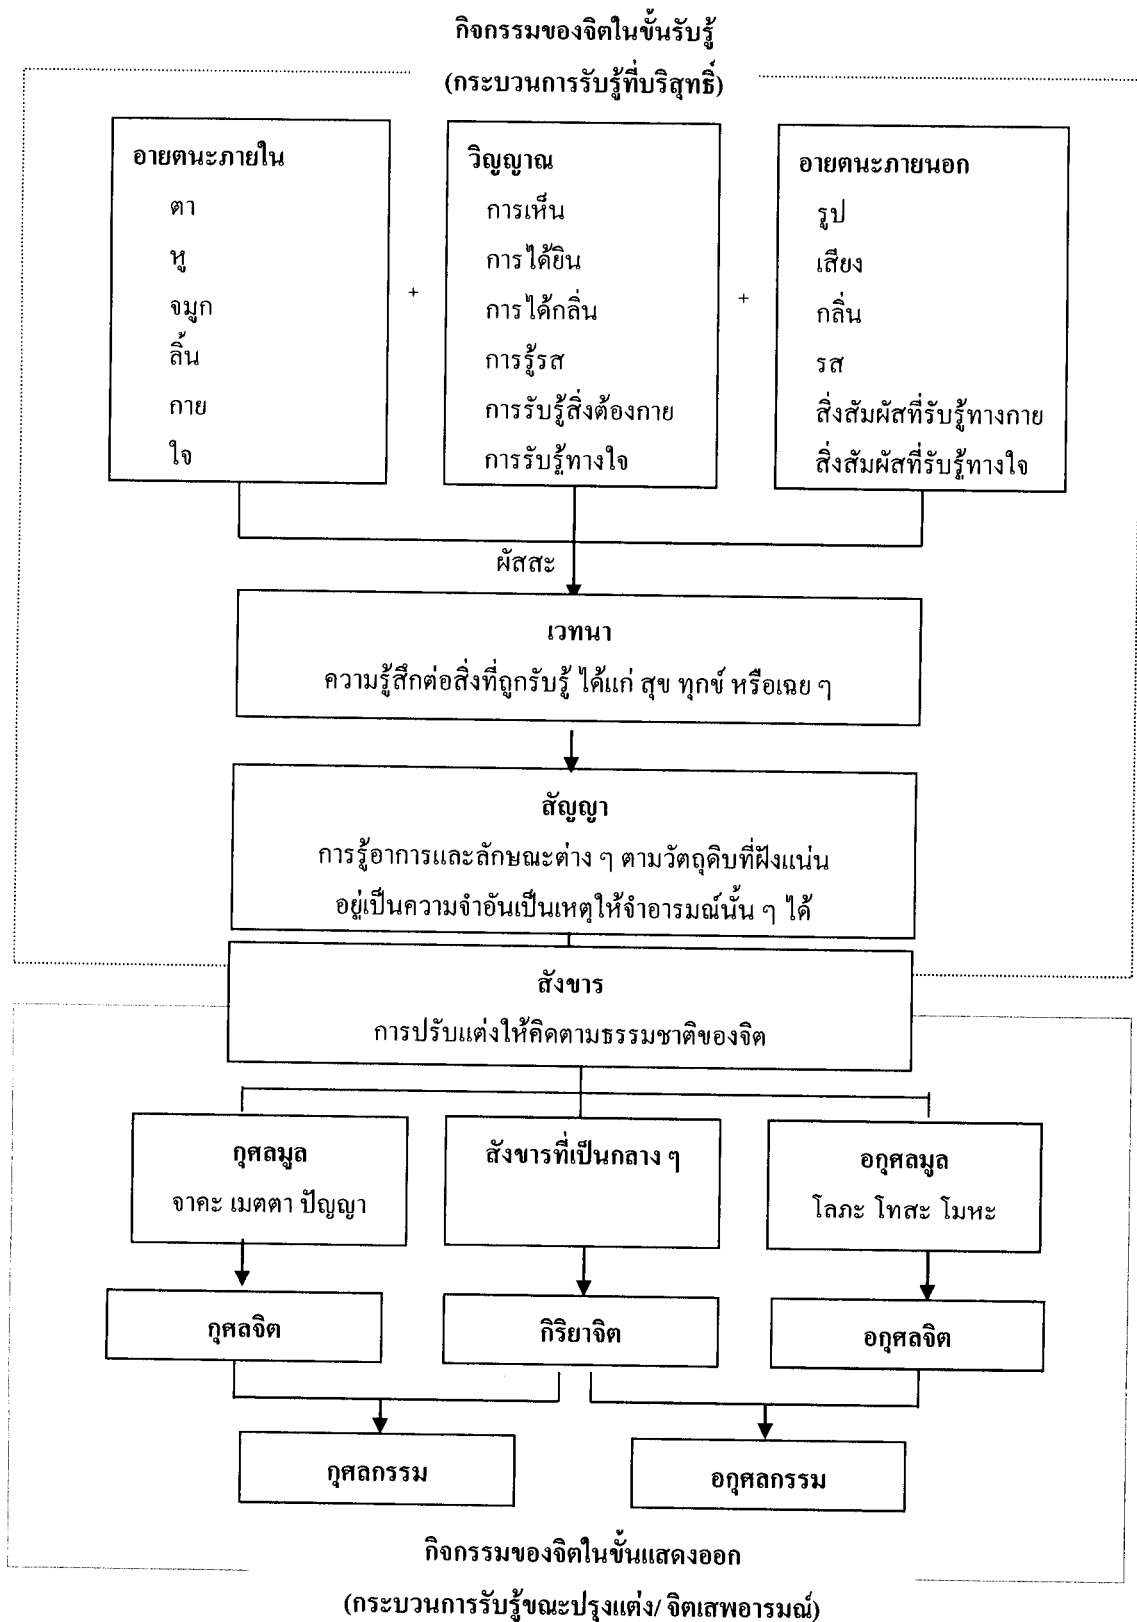 กิจกรรมของจิตในขั้นรับรู้
(กระบวนการรับรู้ที่บริสุทธิ์)
อายตนะภายใน
ตา
หู
จมูก
ลิ้น
กาย
ใจ
+
วิญญาณ
การเห็น
การได้ยิน
การได้กลิ่น
การรู้รส
การรับรู้สิ่งต้องกาย
การรับรู้ทางใจ
+
อายตนะภายนอก
รูป
เสียง
กลิ่น
รส
สิ่งสัมผัสที่รับรู้ทางกาย
สิ่งสัมผัสที่รับรู้ทางใจ
ผัสสะ
เวทนา
ความรู้สึกต่อสิ่งที่ถูกรับรู้ ได้แก่ สุข ทุกข์ หรือเฉย ๆ
สัญญา
การรู้อาการและลักษณะต่าง ๆ ตามวัตถุดิบที่ฝังแน่น
อยู่เป็นความจำอันเป็นเหตุให้จำอารมณ์นั้น ๆ ได้
สังขาร
การปรับแต่งให้คิดตามธรรมชาติของจิต
กุศลมูล
จาคะ เมตตา ปัญญา
สังขารที่เป็นกลาง ๆ
อกุศลมูล
โลภะ โทสะ โมหะ
กุศลจิต
กิริยาจิต
อกุศลจิต
กุศลกรรม
อกุศลกรรม
กิจกรรมของจิตในขั้นแสดงออก
(กระบวนการรับรู้ขณะปรุงแต่ง/ จิตเสพอารมณ์)